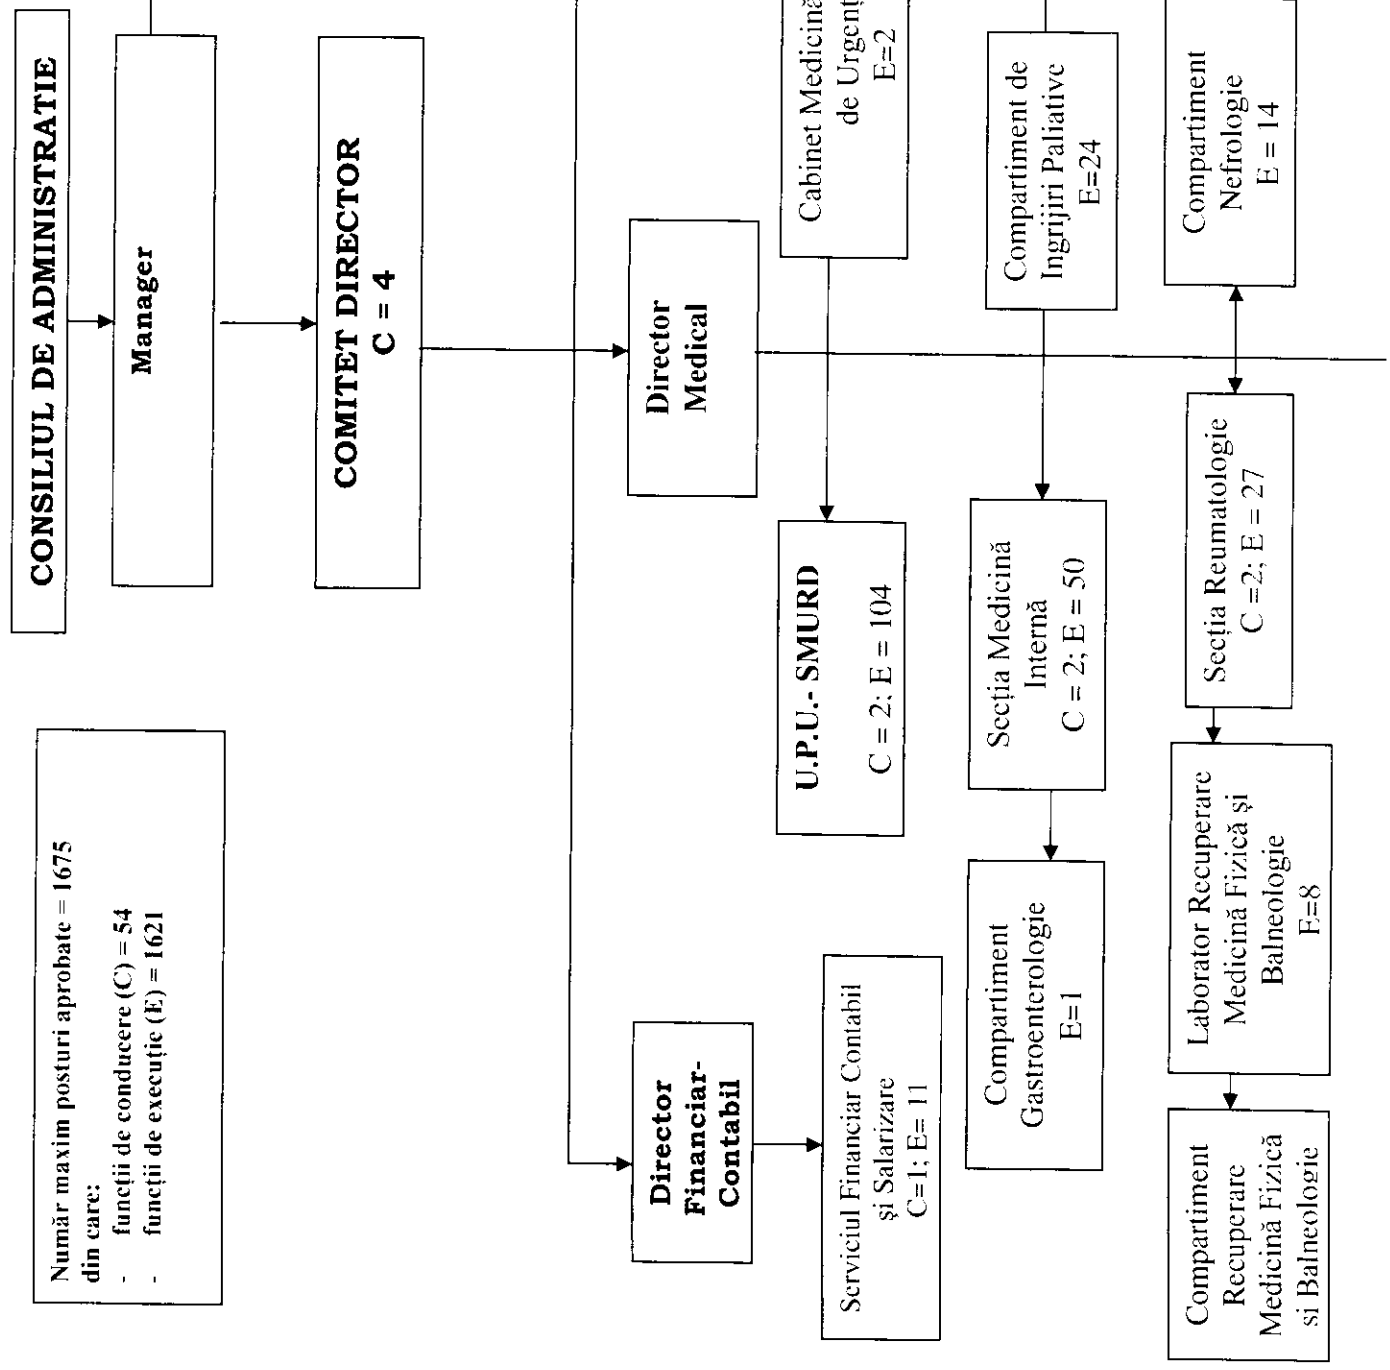 CONSILIUL DE ADMINISTRATIE
Manager
COMITET DIRECTOR
C = 4
Număr maxim posturi aprobate = 1675
din care:
- funcții de conducere (C) = 54
- funcții de execuție (E) = 1621
Director
Medical
Director
Financiar-
Contabil
Serviciul Financiar Contabil
și Salarizare
C=1; E= 11
U.P.U.- SMURD
C = 2; E = 104
Cabinet Medicină
de Urgenț
E=2
Compartiment
Gastroenterologie
E=1
Secția Medicină
Internă
C = 2; E = 50
Compartiment de
Ingrijiri Paliative
E=24
Compartiment
Recuperare
Medicină Fizică
si Balneologie
Laborator Recuperare
Medicină Fizică și
Balneologie
E=8
Secția Reumatologie
C =2; E = 27
Compartiment
Nefrologie
E = 14